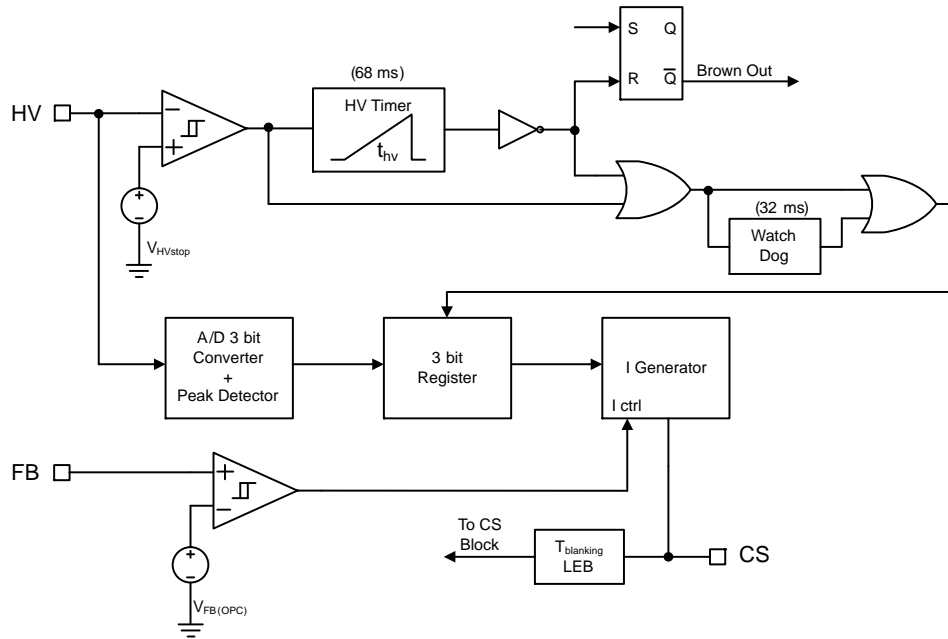 S Q
R Q̅
Brown Out
(68 ms)
HV Timer
t_hv
HV
−
+
+
−
V_HVstop
(32 ms)
Watch
Dog
A/D 3 bit
Converter
+
Peak Detector
3 bit
Register
I Generator
I ctrl
FB
+
−
+
−
V_FB(OPC)
To CS
Block
T_blanking
LEB
CS